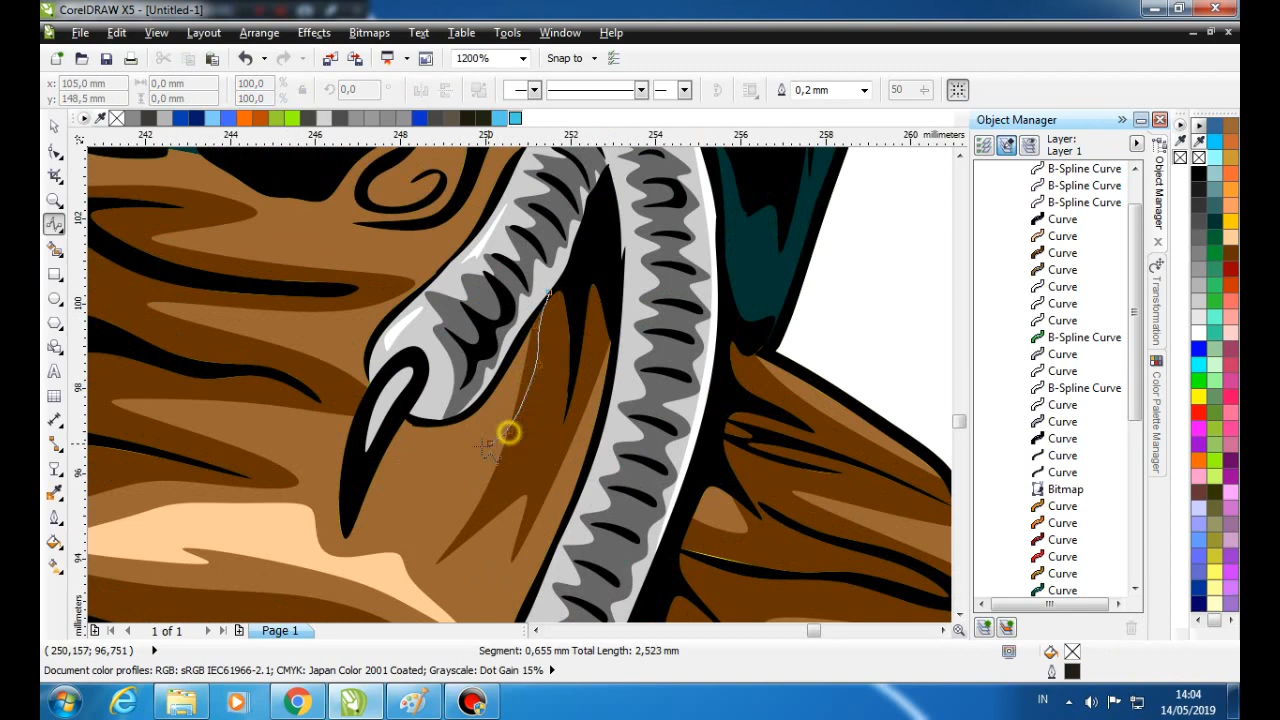 CorelDRAW X5 - [Untitled-1]
File Edit View Layout Arrange Effects Bitmaps Text Table Tools Window Help
1200% Snap to
x: 105,0 mm 0,0 mm 100,0 % 0,0 0,2 mm 50
y: 148,5 mm 0,0 mm 100,0 %
Object Manager
Layer:
Layer 1
242 244 246 248 250 252 254 256 258 260 millimeters
102
100
98
96
94
millimeters
B-Spline Curve
B-Spline Curve
B-Spline Curve
Curve
Curve
Curve
Curve
Curve
Curve
Curve
B-Spline Curve
Curve
Curve
B-Spline Curve
Curve
Curve
Curve
Curve
Curve
Bitmap
Curve
Curve
Curve
Curve
Curve
Curve
Object Manager
Transformation
Color Palette Manager
1 of 1 Page 1
( 250,157; 96,751 ) Segment: 0,655 mm Total Length: 2,523 mm
Document color profiles: RGB: sRGB IEC61966-2.1; CMYK: Japan Color 2001 Coated; Grayscale: Dot Gain 15%
IN 14:04
14/05/2019